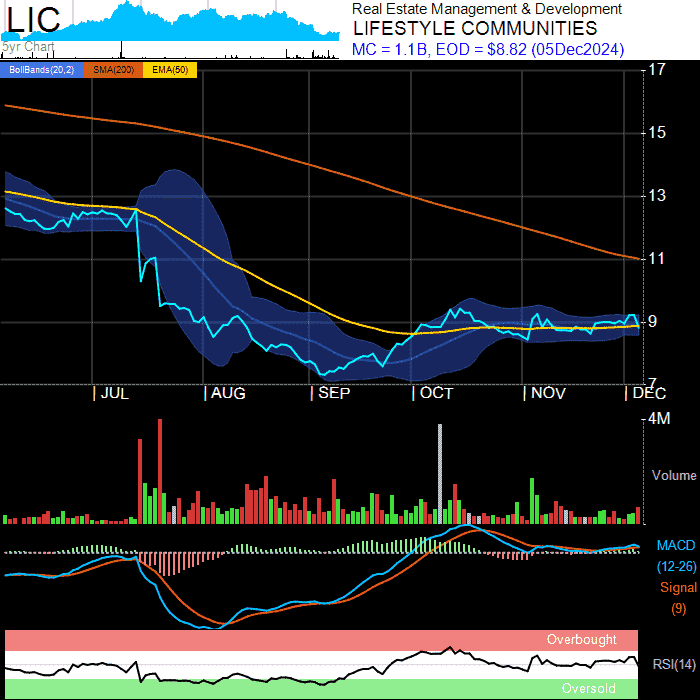 LIC
5yr Chart
Real Estate Management & Development
LIFESTYLE COMMUNITIES
MC = 1.1B, EOD = $8.82 (05Dec2024)
BollBands(20,2) SMA(200) EMA(50)
17
15
13
11
9
7
JUL AUG SEP OCT NOV DEC
4M
Volume
MACD
(12-26)
Signal
(9)
Overbought
RSI(14)
Oversold